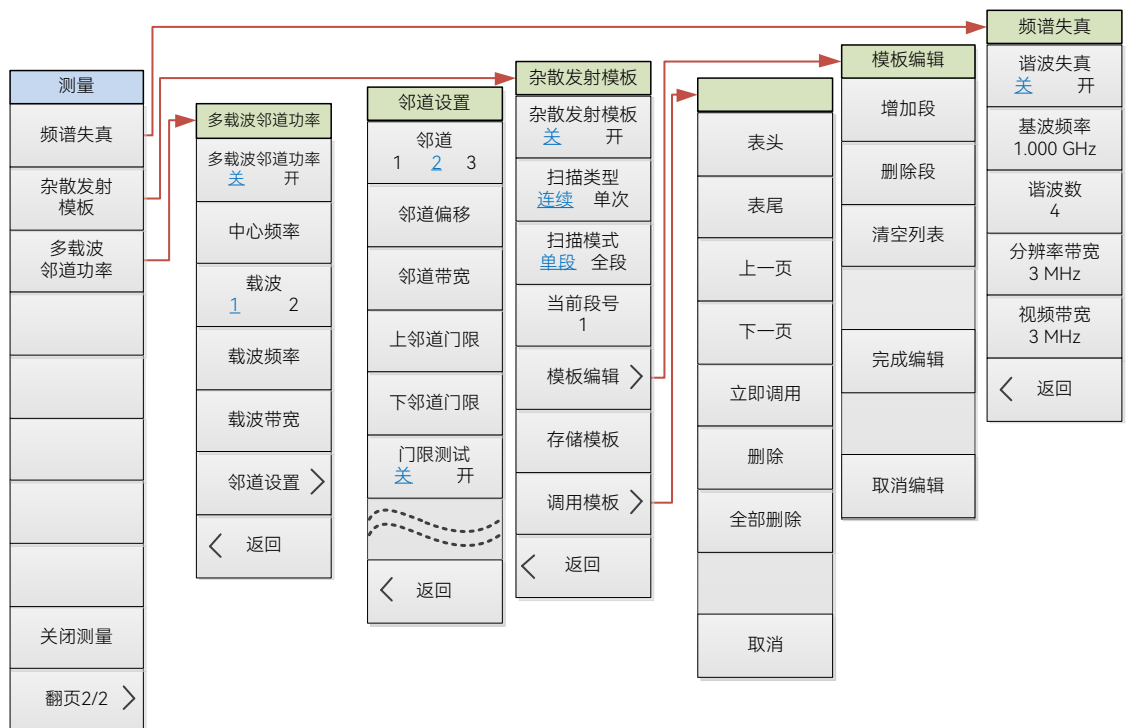 测量
频谱失真
杂散发射
模板
多载波
邻道功率
关闭测量
翻页2/2
多载波邻道功率
多载波邻道功率
关 开
中心频率
载波
1 2
载波频率
载波带宽
邻道设置
返回
邻道设置
邻道
1 2 3
邻道偏移
邻道带宽
上邻道门限
下邻道门限
门限测试
关 开
返回
杂散发射模板
杂散发射模板
关 开
扫描类型
连续 单次
扫描模式
单段 全段
当前段号
1
模板编辑
存储模板
调用模板
返回
表头
表尾
上一页
下一页
立即调用
删除
全部删除
取消
模板编辑
增加段
删除段
清空列表
完成编辑
取消编辑
频谱失真
谐波失真
关 开
基波频率
1.000 GHz
谐波数
4
分辨率带宽
3 MHz
视频带宽
3 MHz
返回